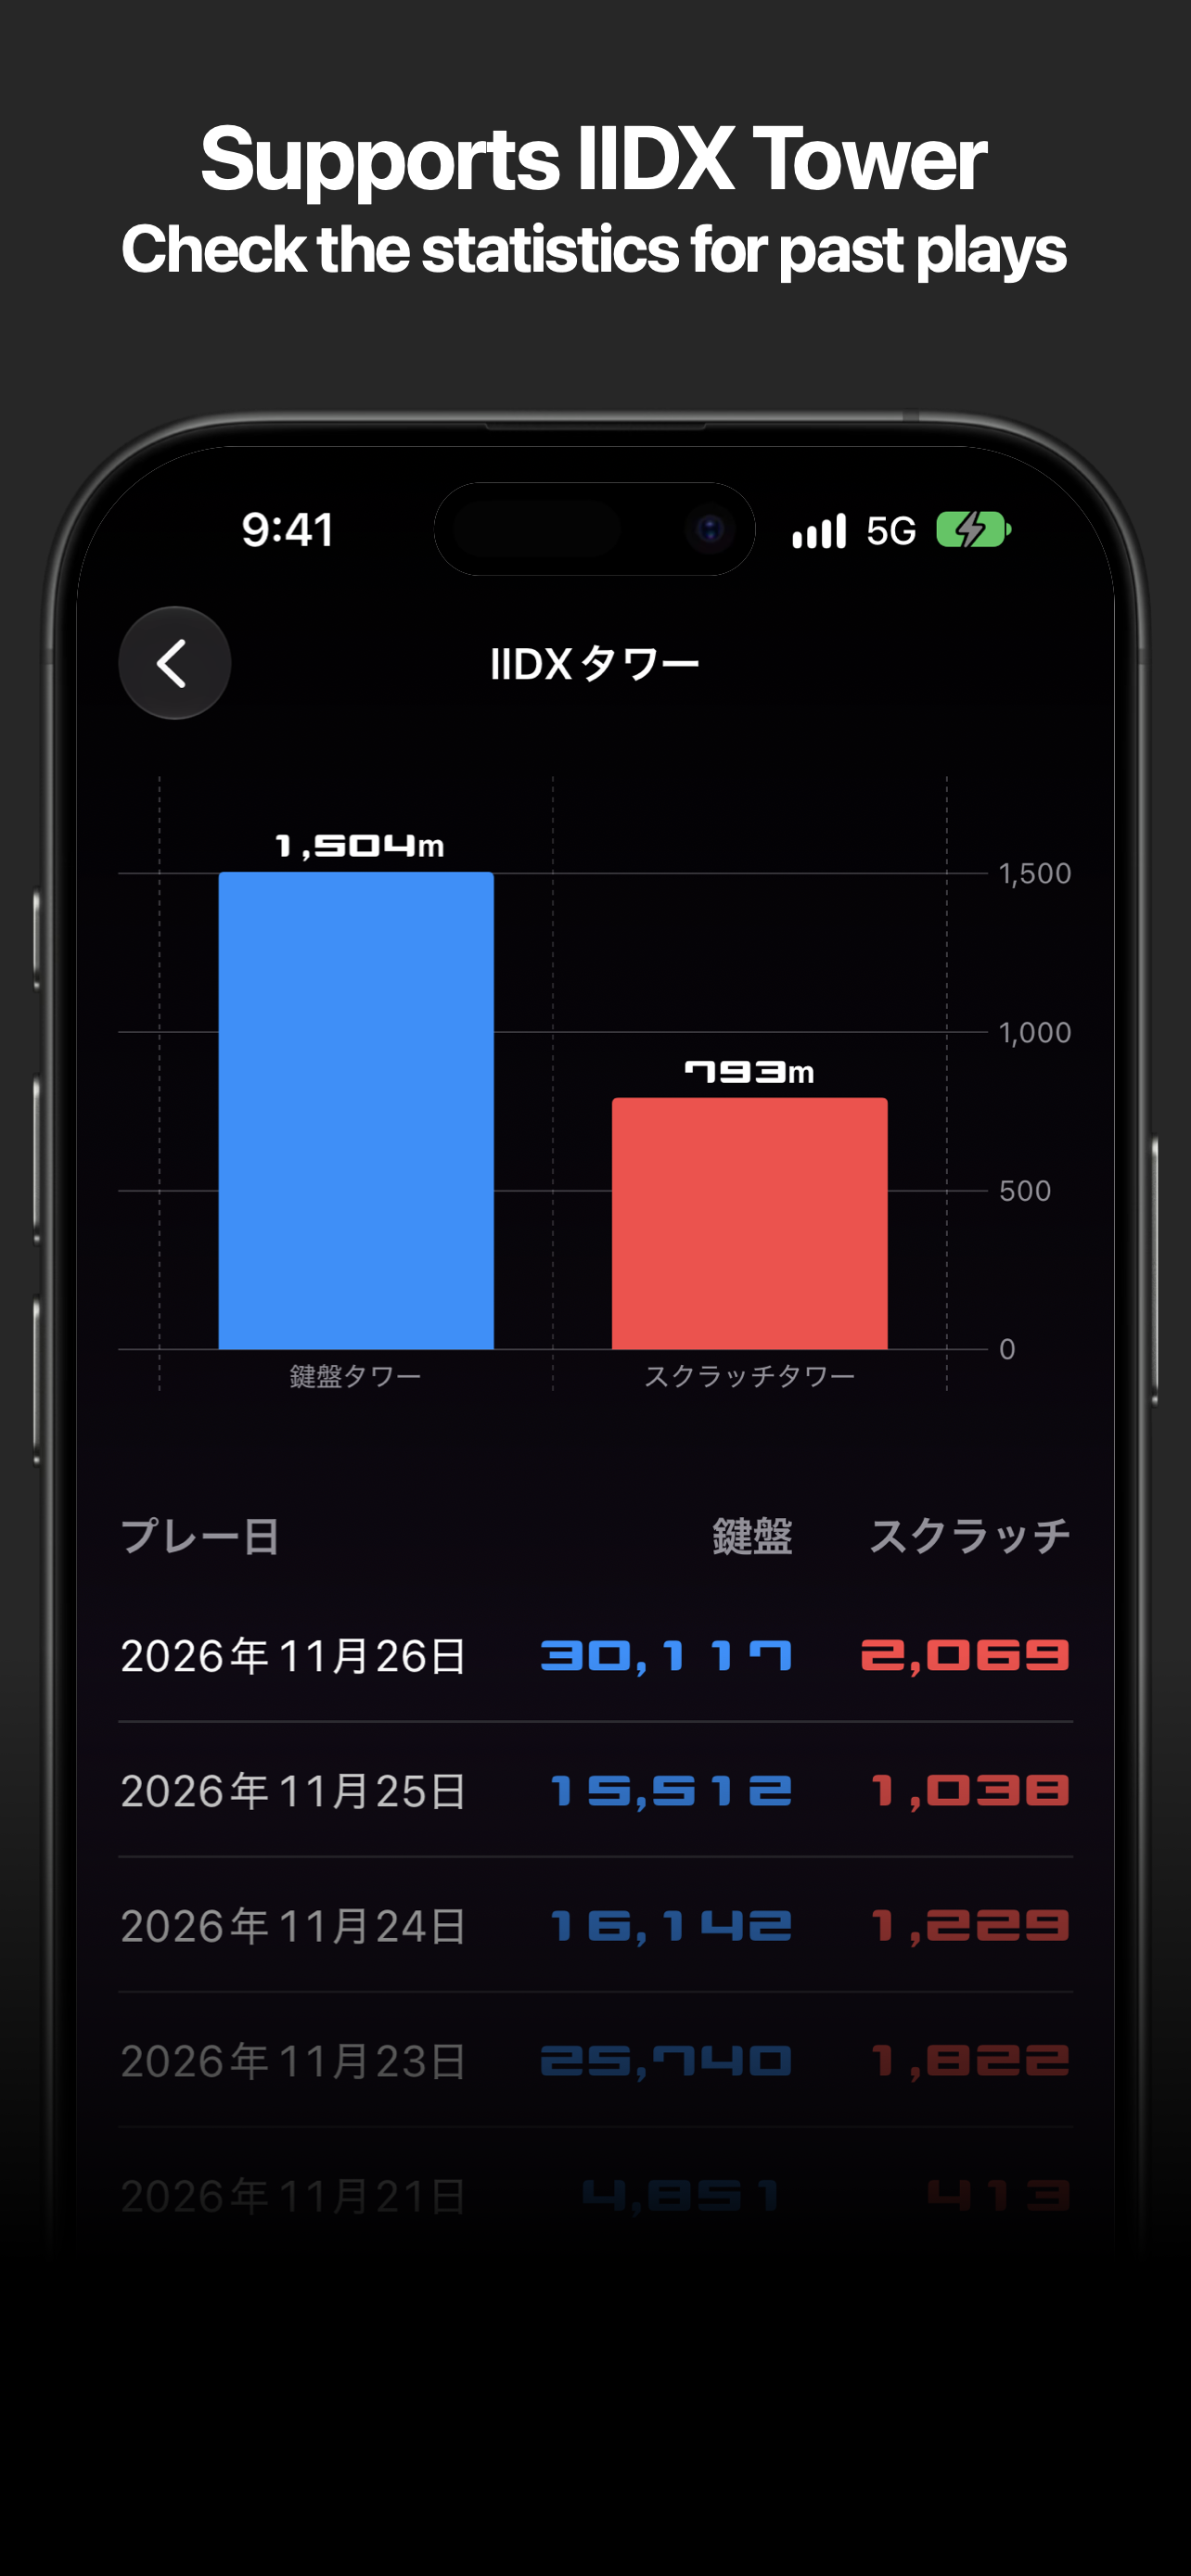 Supports IIDX Tower
Check the statistics for past plays
9:41 5G
IIDXタワー
1,504m
1,500
1,000
793m
500
0
鍵盤タワー スクラッチタワー
プレー日 鍵盤 スクラッチ
2026年11月26日 30,117 2,069
2026年11月25日 15,512 1,038
2026年11月24日 16,142 1,229
2026年11月23日 25,740 1,822
2026年11月21日 4,851 413